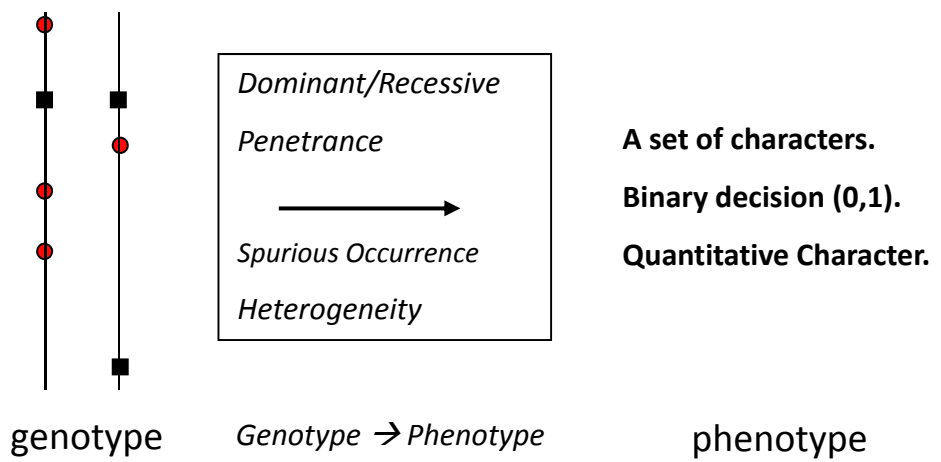 Dominant/Recessive
Penetrance
Spurious Occurrence
Heterogeneity
A set of characters.
Binary decision (0,1).
Quantitative Character.
genotype
Genotype → Phenotype
phenotype